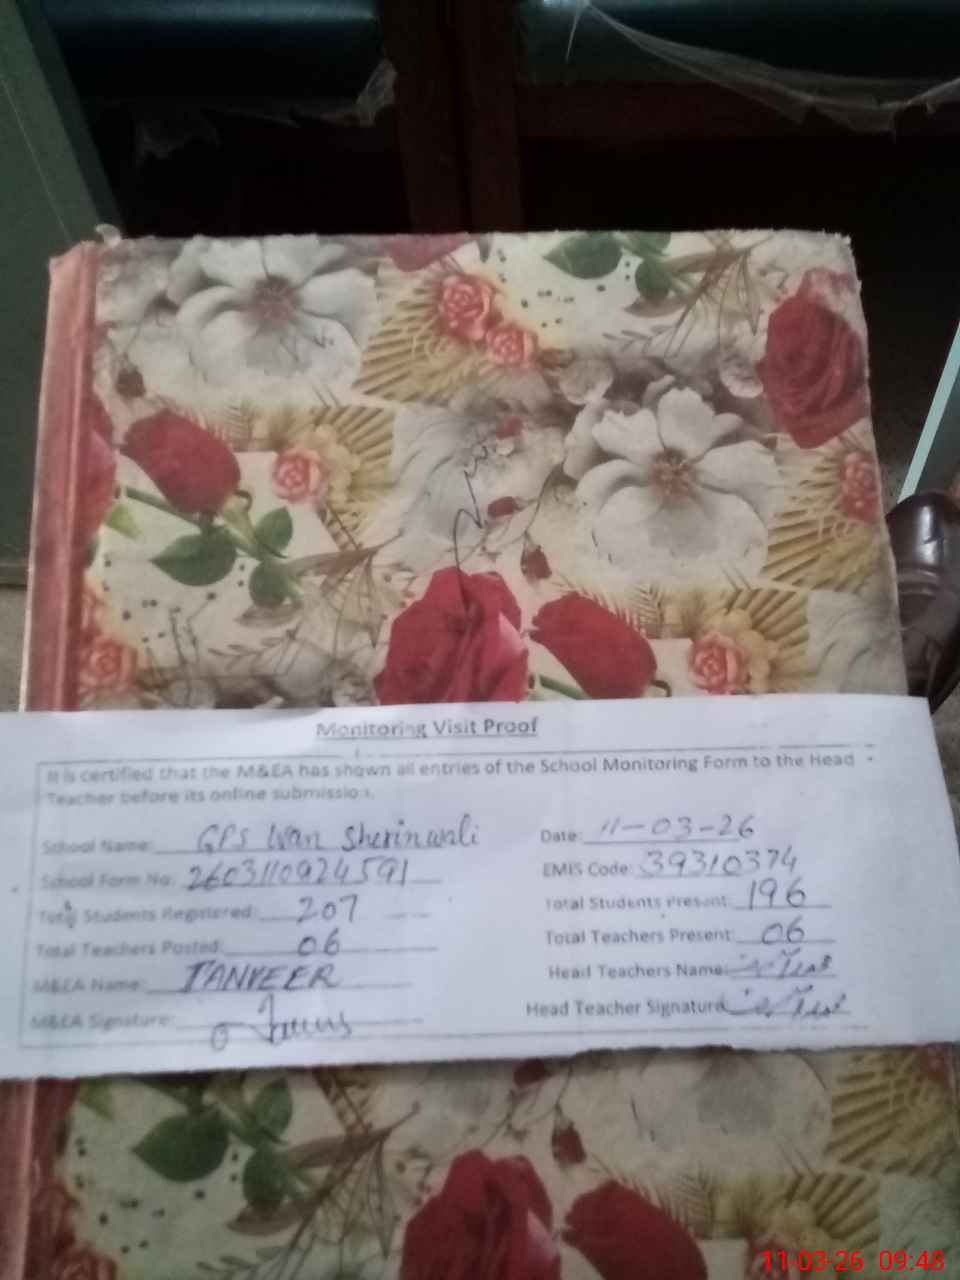 Monitoring Visit Proof
It is certified that the M&EA has shown all entries of the School Monitoring Form to the Head
Teacher before its online submission.
School Name: GPS Wan Sherinwali
Date: 11-03-26
School Form No: 2603110924591
EMIS Code: 39310374
Total Students Registered: 207
Total Students Present: 196
Total Teachers Posted: 06
Total Teachers Present: 06
M&EA Name: TANVEER
Head Teachers Name:
M&EA Signature:
Head Teacher Signature:
11-03-26 09:48